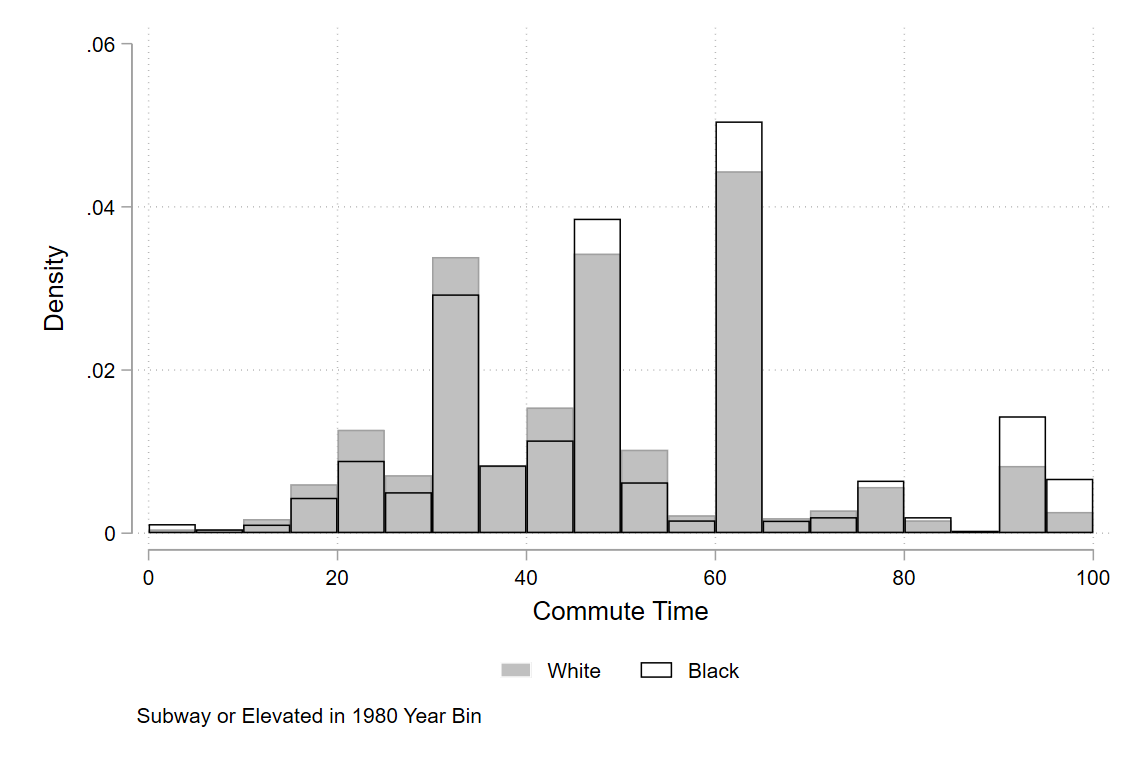 .06
.04
.02
0
Density
0 20 40 60 80 100
Commute Time
White Black
Subway or Elevated in 1980 Year Bin